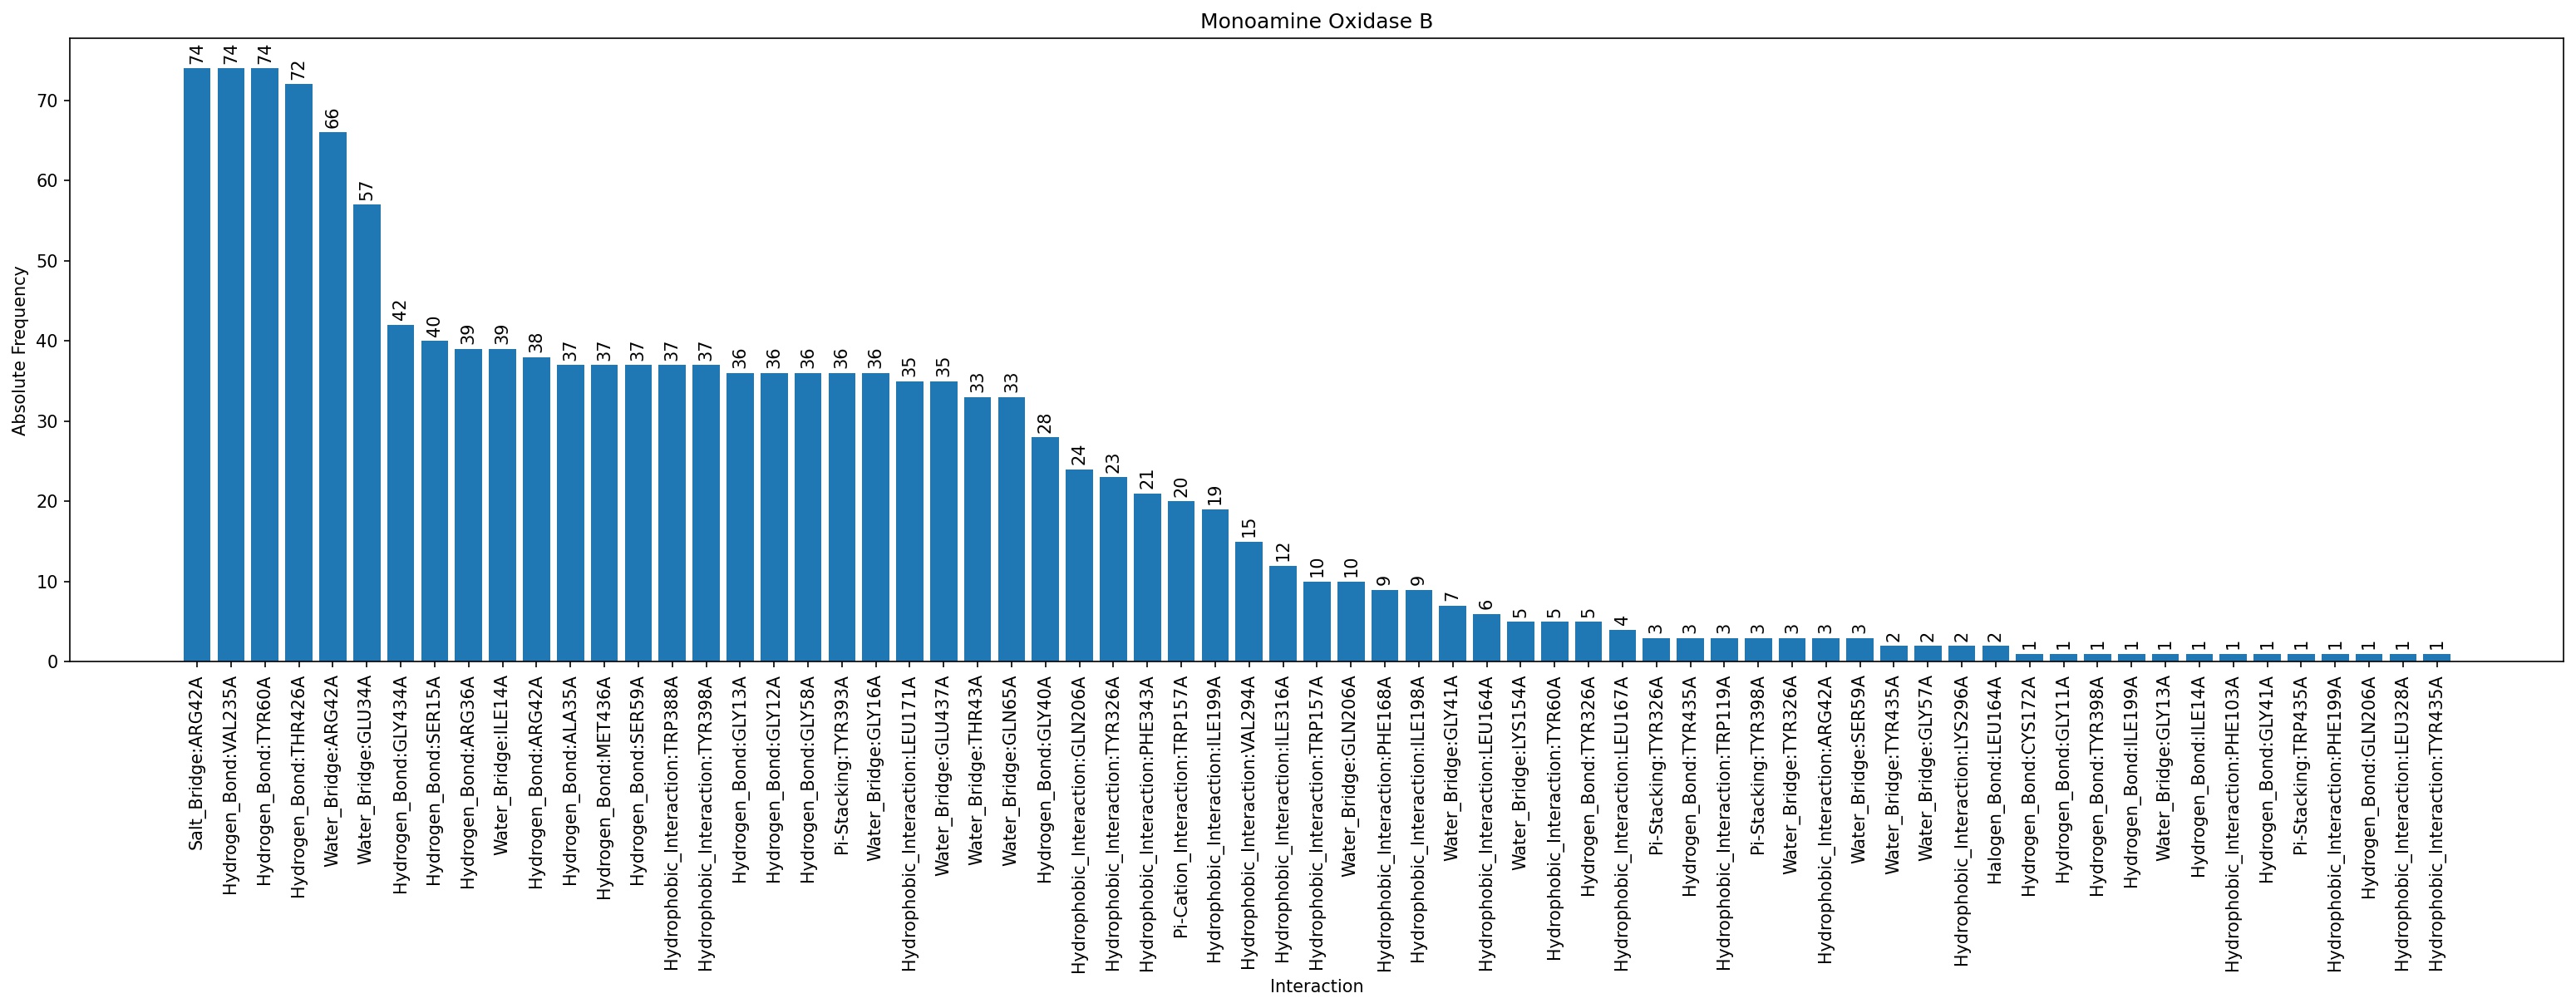 Monoamine Oxidase B
Absolute Frequency
70
60
50
40
30
20
10
0
74
74
74
72
66
57
42
40
39
39
38
37
37
37
37
37
36
36
36
36
36
35
35
33
33
28
24
23
21
20
19
15
12
10
10
9
9
7
6
5
5
5
4
3
3
3
3
3
3
3
2
2
2
2
1
1
1
1
1
1
1
1
1
1
1
1
1
Salt_Bridge:ARG42A
Hydrogen_Bond:VAL235A
Hydrogen_Bond:TYR60A
Hydrogen_Bond:THR426A
Water_Bridge:ARG42A
Water_Bridge:GLU34A
Hydrogen_Bond:GLY434A
Hydrogen_Bond:SER15A
Hydrogen_Bond:ARG36A
Water_Bridge:ILE14A
Hydrogen_Bond:ARG42A
Hydrogen_Bond:ALA35A
Hydrogen_Bond:MET436A
Hydrogen_Bond:SER59A
Hydrophobic_Interaction:TRP388A
Hydrophobic_Interaction:TYR398A
Hydrogen_Bond:GLY13A
Hydrogen_Bond:GLY12A
Hydrogen_Bond:GLY58A
Pi-Stacking:TYR393A
Water_Bridge:GLY16A
Hydrophobic_Interaction:LEU171A
Water_Bridge:GLU437A
Water_Bridge:THR43A
Water_Bridge:GLN65A
Hydrogen_Bond:GLY40A
Hydrophobic_Interaction:GLN206A
Hydrophobic_Interaction:TYR326A
Hydrophobic_Interaction:PHE343A
Pi-Cation_Interaction:TRP157A
Hydrophobic_Interaction:ILE199A
Hydrophobic_Interaction:VAL294A
Hydrophobic_Interaction:ILE316A
Hydrophobic_Interaction:TRP157A
Water_Bridge:GLN206A
Hydrophobic_Interaction:PHE168A
Hydrophobic_Interaction:ILE198A
Water_Bridge:GLY41A
Hydrophobic_Interaction:LEU164A
Water_Bridge:LYS154A
Hydrophobic_Interaction:TYR60A
Hydrogen_Bond:TYR326A
Hydrophobic_Interaction:LEU167A
Pi-Stacking:TYR326A
Hydrogen_Bond:TYR435A
Hydrophobic_Interaction:TRP119A
Pi-Stacking:TYR398A
Water_Bridge:TYR326A
Hydrophobic_Interaction:ARG42A
Water_Bridge:SER59A
Water_Bridge:TYR435A
Water_Bridge:GLY57A
Hydrophobic_Interaction:LYS296A
Halogen_Bond:LEU164A
Hydrogen_Bond:CYS172A
Hydrogen_Bond:GLY11A
Hydrogen_Bond:TYR398A
Hydrogen_Bond:ILE199A
Water_Bridge:GLY13A
Hydrogen_Bond:ILE14A
Hydrophobic_Interaction:PHE103A
Hydrogen_Bond:GLY41A
Pi-Stacking:TRP435A
Hydrophobic_Interaction:PHE199A
Hydrogen_Bond:GLN206A
Hydrophobic_Interaction:LEU328A
Hydrophobic_Interaction:TYR435A
Interaction